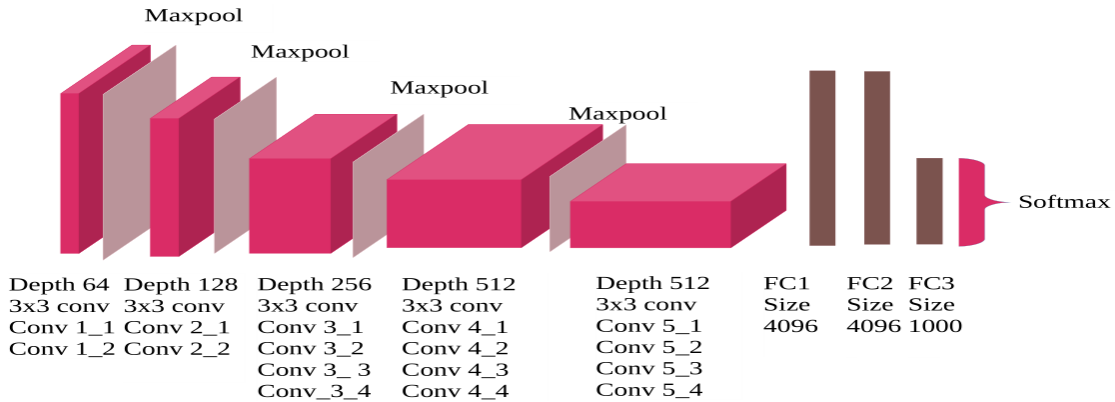 Maxpool
Maxpool
Maxpool
Maxpool
Softmax
Depth 64
3x3 conv
Conv 1_1
Conv 1_2
Depth 128
3x3 conv
Conv 2_1
Conv 2_2
Depth 256
3x3 conv
Conv 3_1
Conv 3_2
Conv 3_ 3
Conv_3_4
Depth 512
3x3 conv
Conv 4_1
Conv 4_2
Conv 4_3
Conv 4_4
Depth 512
3x3 conv
Conv 5_1
Conv 5_2
Conv 5_3
Conv 5_4
FC1
Size
4096
FC2
Size
4096
FC3
Size
1000